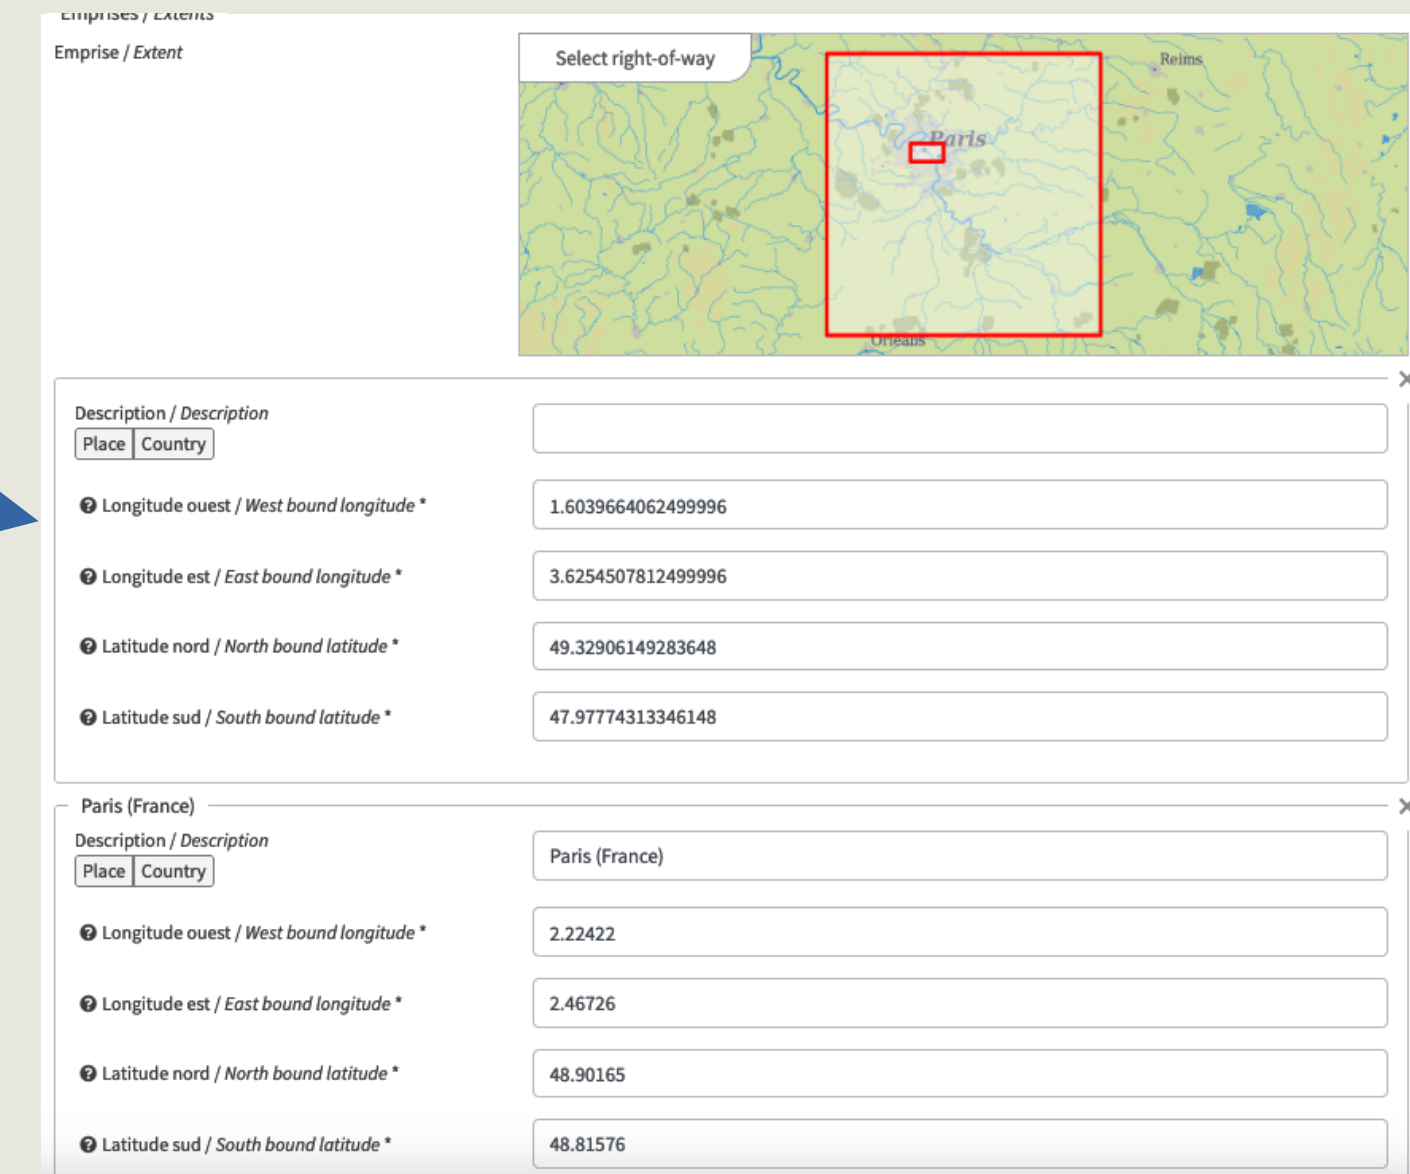 Emprises / Extents
Emprise / Extent
Select right-of-way
Reims
Paris
Orléans
Description / Description
Place Country
Longitude ouest / West bound longitude *
1.6039664062499996
Longitude est / East bound longitude *
3.6254507812499996
Latitude nord / North bound latitude *
49.32906149283648
Latitude sud / South bound latitude *
47.97774313346148
Paris (France)
Description / Description
Paris (France)
Place Country
Longitude ouest / West bound longitude *
2.22422
Longitude est / East bound longitude *
2.46726
Latitude nord / North bound latitude *
48.90165
Latitude sud / South bound latitude *
48.81576